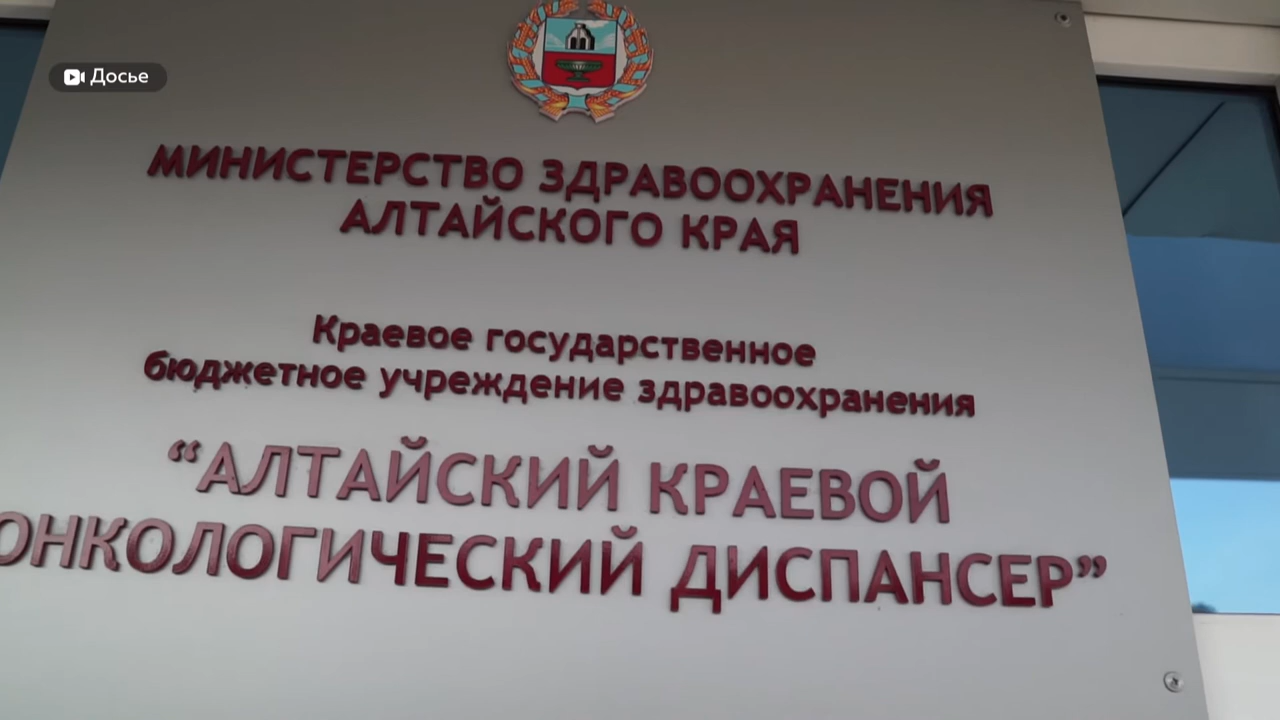 Досье
МИНИСТЕРСТВО ЗДРАВООХРАНЕНИЯ
АЛТАЙСКОГО КРАЯ
Краевое государственное
бюджетное учреждение здравоохранения
“АЛТАЙСКИЙ КРАЕВОЙ
ОНКОЛОГИЧЕСКИЙ ДИСПАНСЕР”